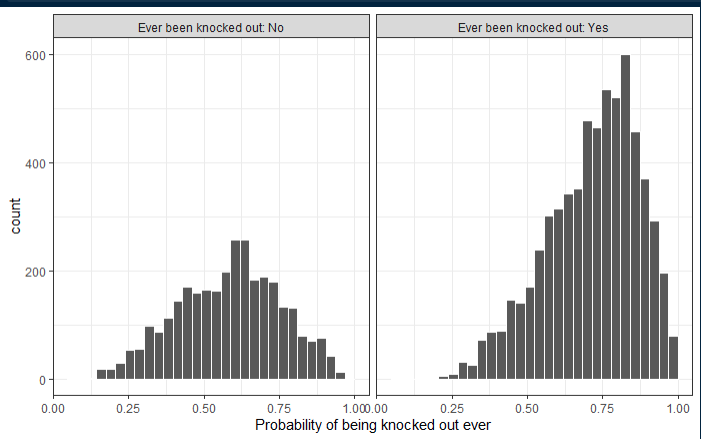 Ever been knocked out: No
Ever been knocked out: Yes
600
400
200
0
count
0.00 0.25 0.50 0.75 1.00 0.00 0.25 0.50 0.75 1.00
Probability of being knocked out ever